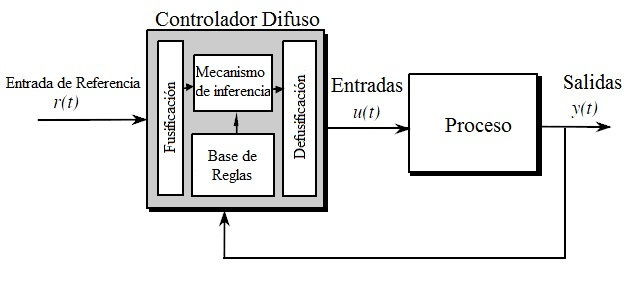 Controlador Difuso
Entrada de Referencia
r(t)
Fusificación
Mecanismo
de inferencia
Base de
Reglas
Defusificación
Entradas
u(t)
Proceso
Salidas
y(t)